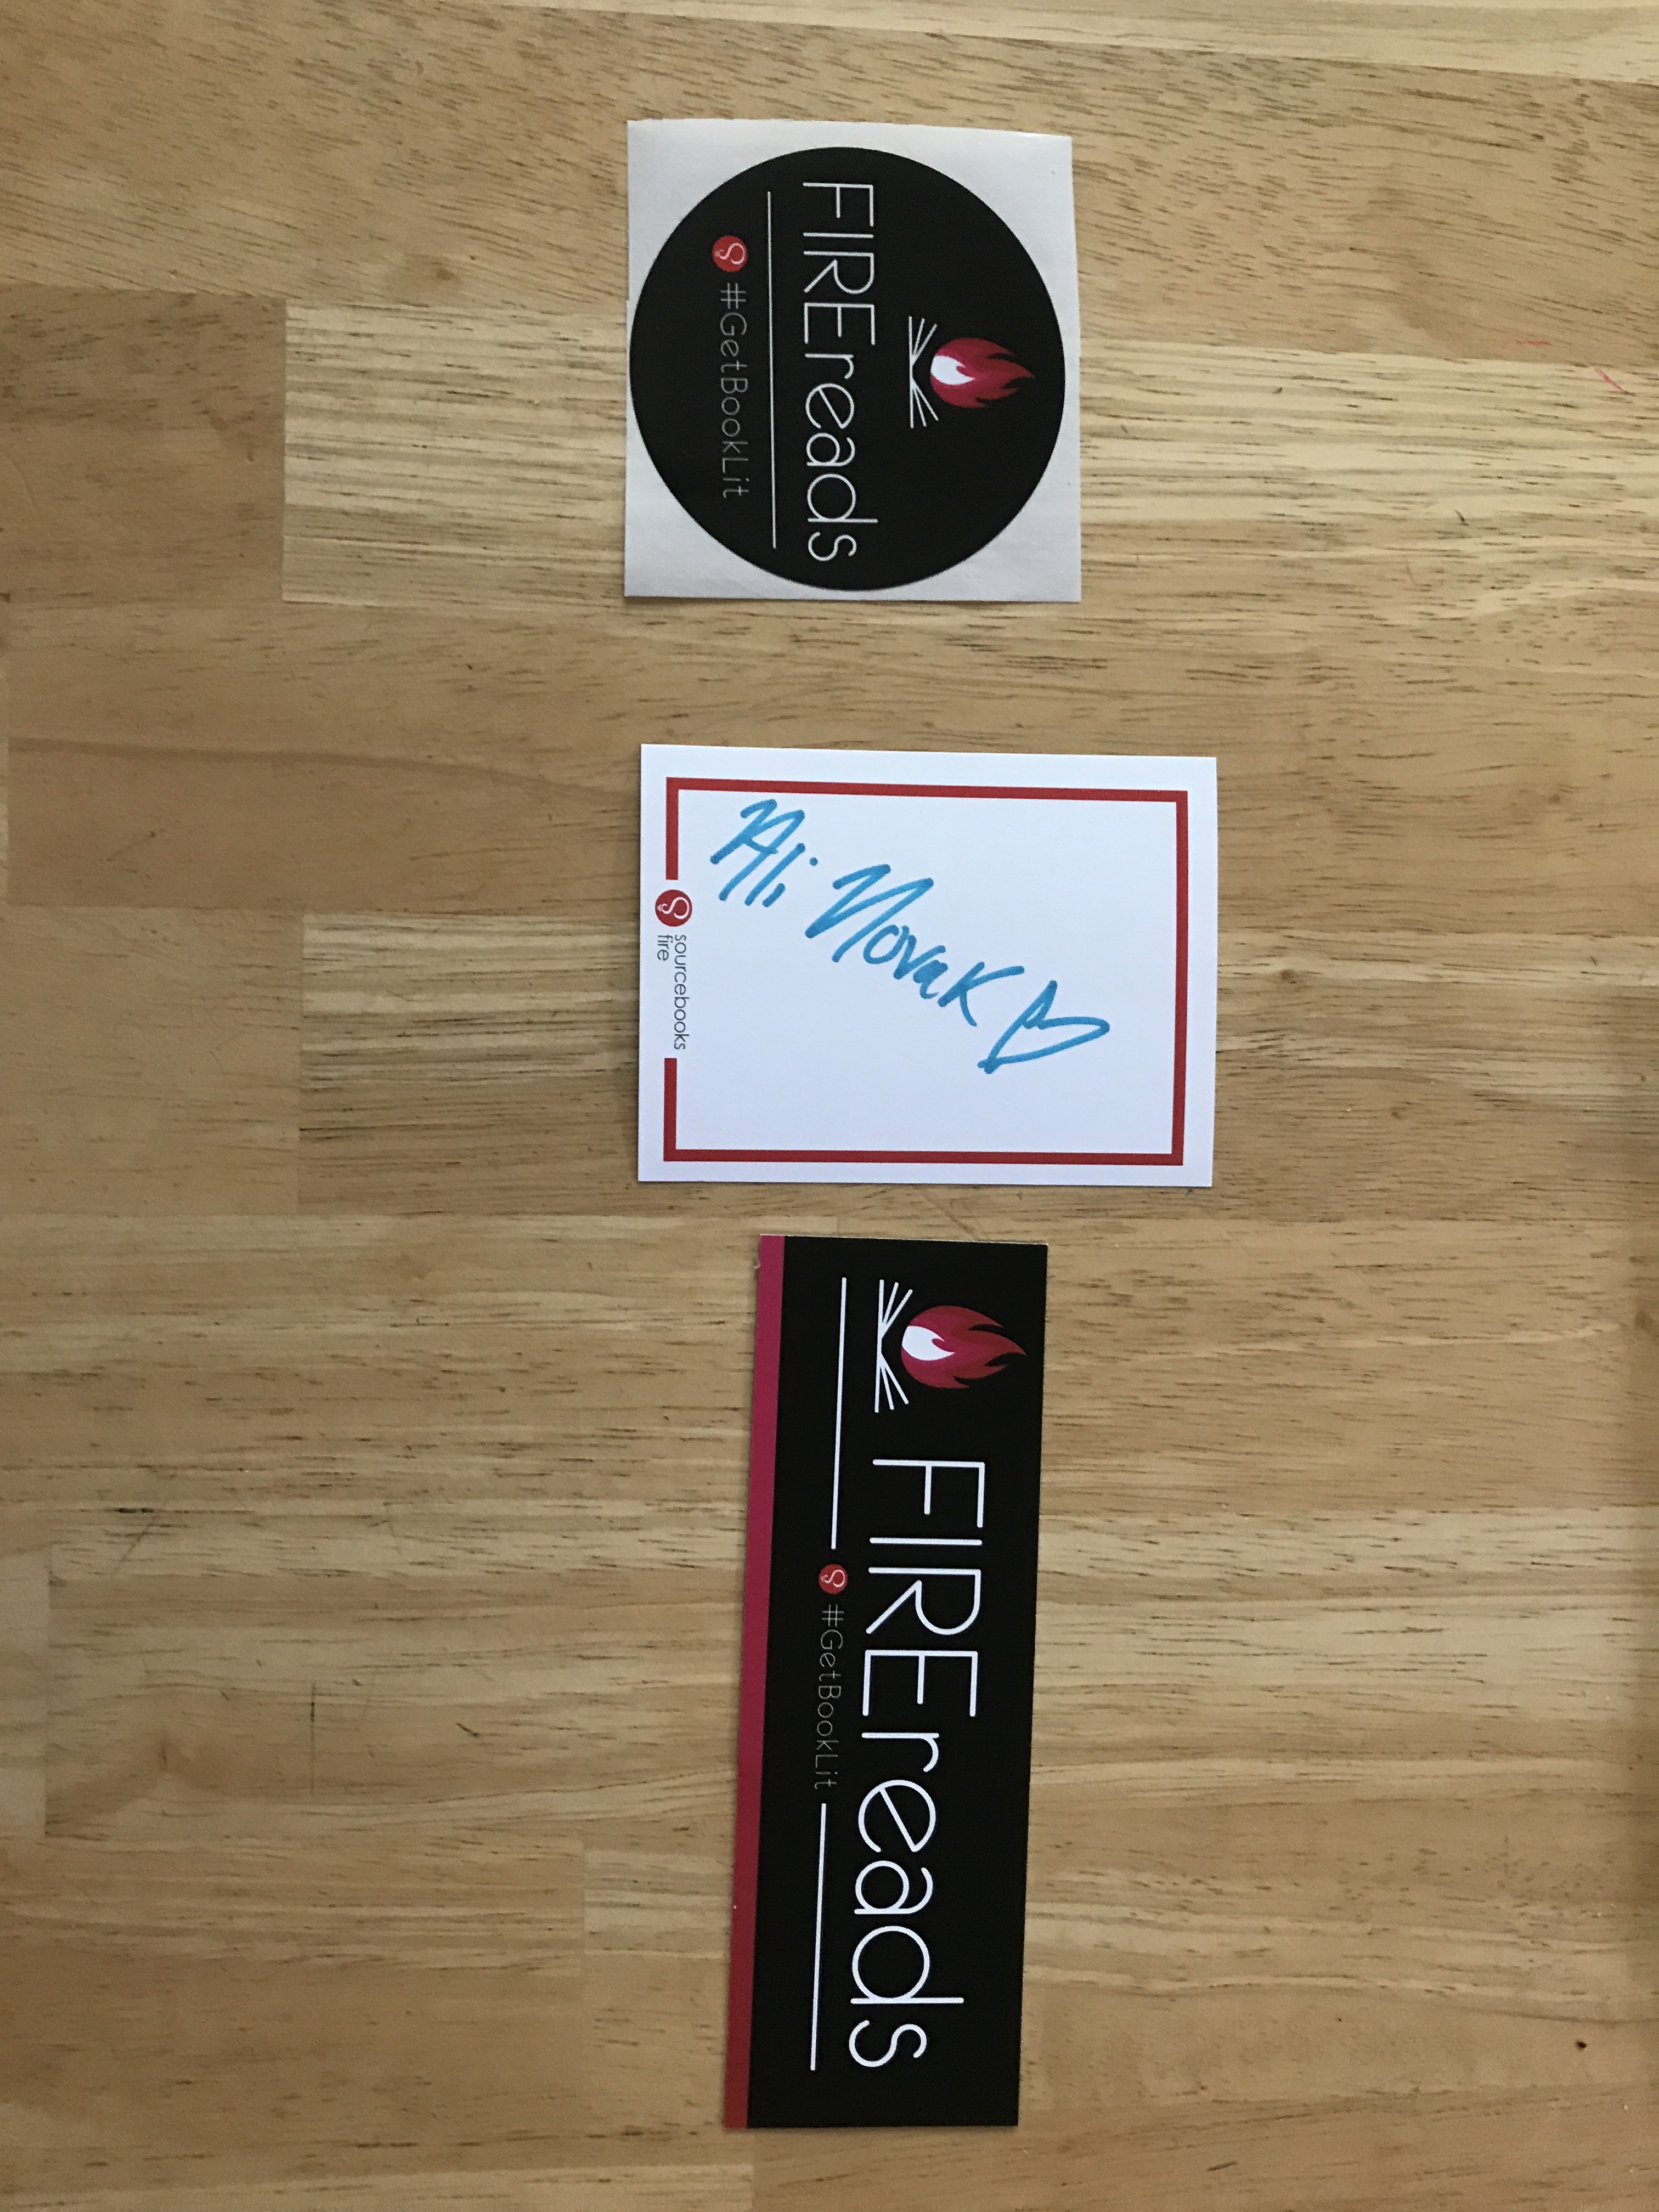 FIREreads
#GetBookLit
Ali Novak
sourcebooks
fire
FIREreads
#GetBookLit